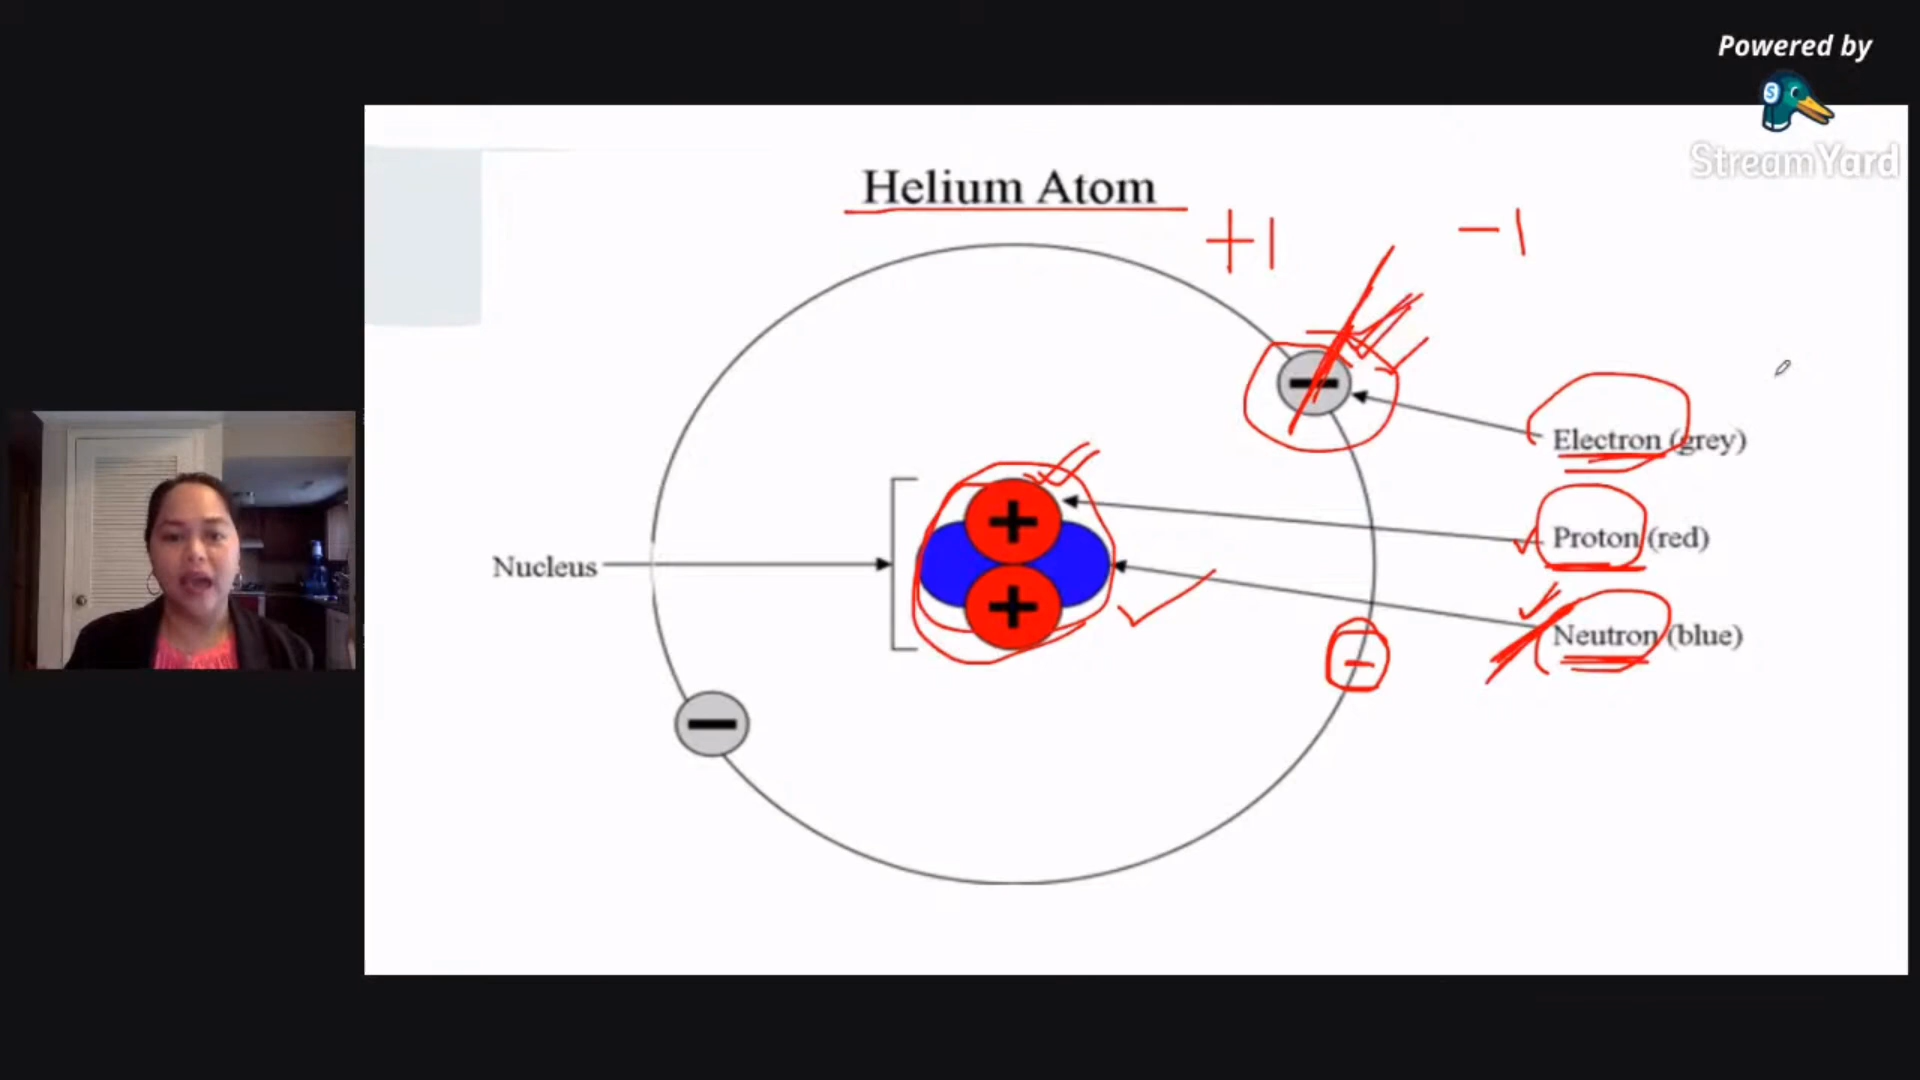 Powered by
StreamYard
Helium Atom
+1
-1
Electron (grey)
Proton (red)
Nucleus
Neutron (blue)